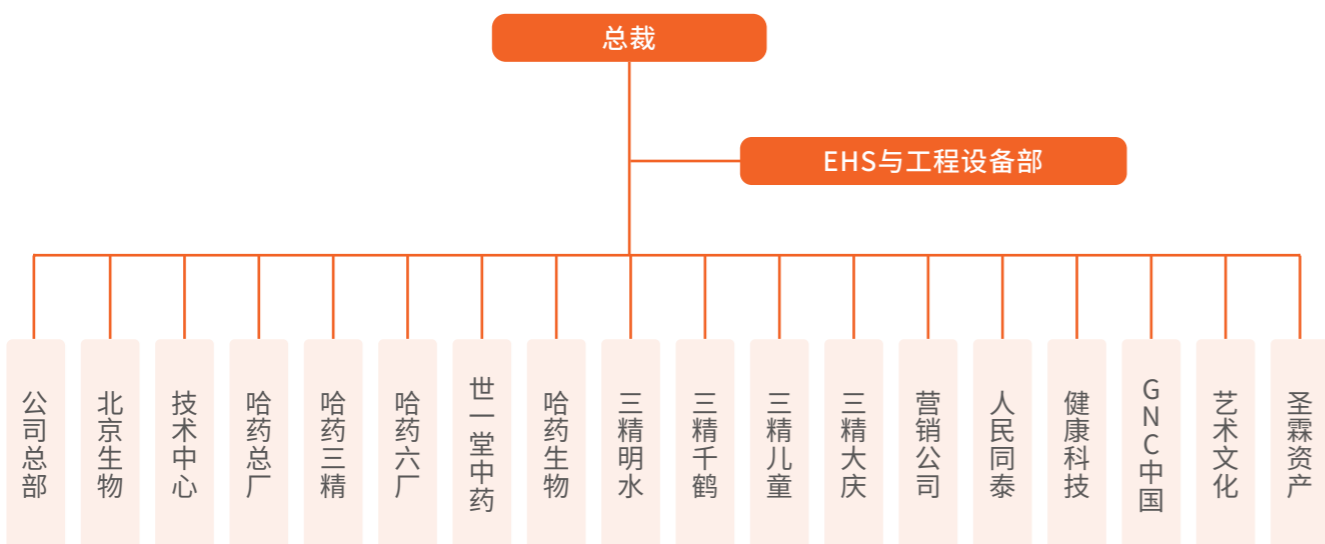 总裁
EHS与工程设备部
公司总部
北京生物
技术中心
哈药总厂
哈药三精
哈药六厂
世一堂中药
哈药生物
三精明水
三精千鹤
三精儿童
三精大庆
营销公司
人民同泰
健康科技
GNC中国
艺术文化
圣霖资产